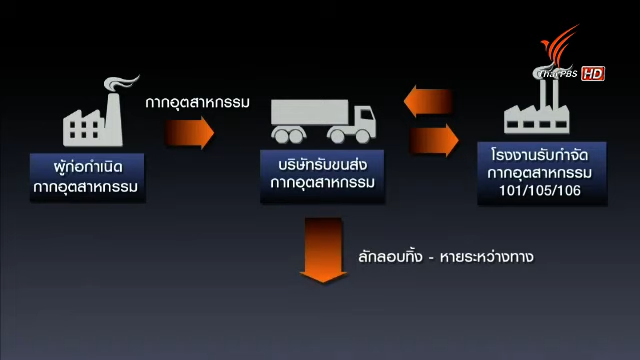 Thai PBS HD
กากอุตสาหกรรม
ผู้ก่อกำเนิด
กากอุตสาหกรรม
บริษัทรับขนส่ง
กากอุตสาหกรรม
โรงงานรับกำจัด
กากอุตสาหกรรม
101/105/106
ลักลอบทิ้ง - หายระหว่างทาง